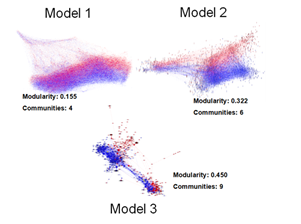 Model 1
Model 2
Modularity: 0.155
Communities: 4
Modularity: 0.322
Communities: 6
Modularity: 0.450
Communities: 9
Model 3